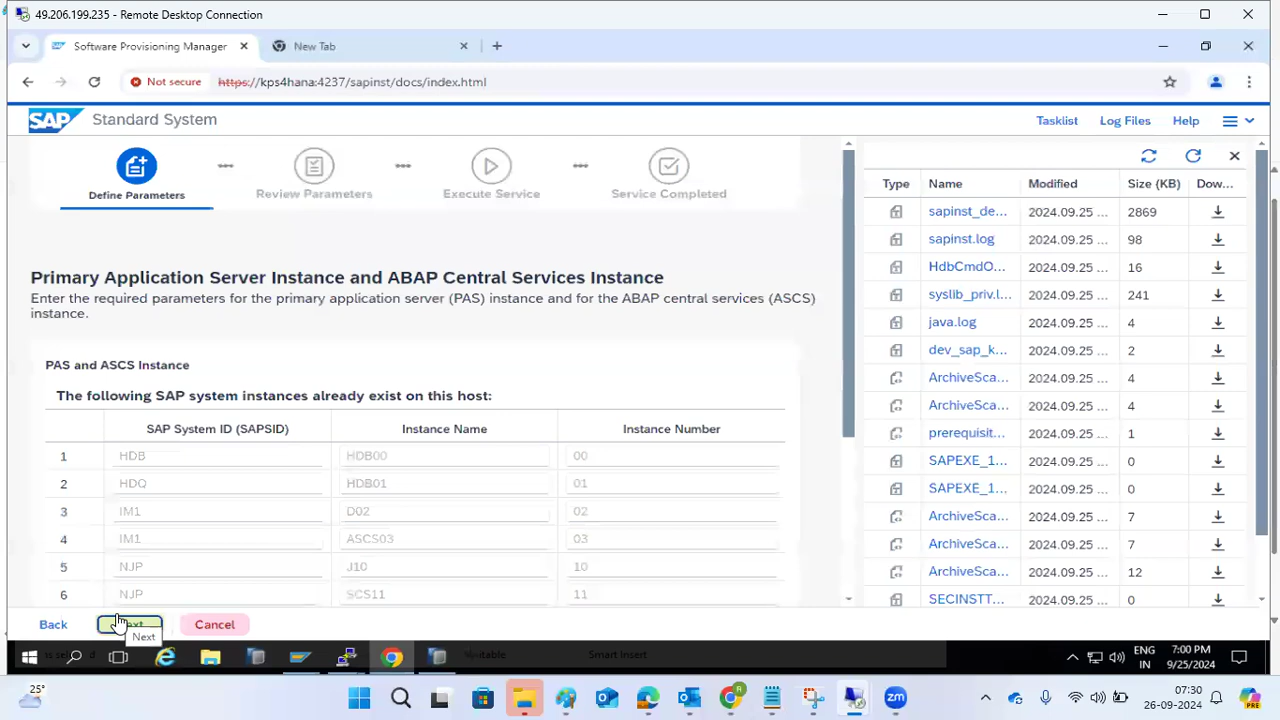 49.206.199.235 - Remote Desktop Connection
Software Provisioning Manager
New Tab
Not secure
https://kps4hana:4237/sapinst/docs/index.html
SAP Standard System
Tasklist
Log Files
Help
Define Parameters
Review Parameters
Execute Service
Service Completed
Primary Application Server Instance and ABAP Central Services Instance
Enter the required parameters for the primary application server (PAS) instance and for the ABAP central services (ASCS)
instance.
PAS and ASCS Instance
The following SAP system instances already exist on this host:
SAP System ID (SAPSID) Instance Name Instance Number
1 HDB HDB00 00
2 HDQ HDB01 01
3 IM1 D02 02
4 IM1 ASCS03 03
5 NJP J10 10
6 NJP SCS11 11
Type Name Modified Size (KB) Dow...
sapinst_de... 2024.09.25 ... 2869
sapinst.log 2024.09.25 ... 98
HdbCmdO... 2024.09.25 ... 16
syslib_priv.l... 2024.09.25 ... 241
java.log 2024.09.25 ... 4
dev_sap_k... 2024.09.25 ... 2
ArchiveSca... 2024.09.25 ... 4
ArchiveSca... 2024.09.25 ... 4
prerequisit... 2024.09.25 ... 1
SAPEXE_1... 2024.09.25 ... 0
SAPEXE_1... 2024.09.25 ... 0
ArchiveSca... 2024.09.25 ... 7
ArchiveSca... 2024.09.25 ... 7
ArchiveSca... 2024.09.25 ... 12
SECINSTT... 2024.09.25 ... 0
Back
Cancel
Next
Smart Insert
ENG
IN
7:00 PM
9/25/2024
25°
07:30
26-09-2024